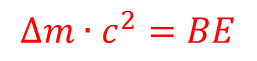 Δm · c² = BE